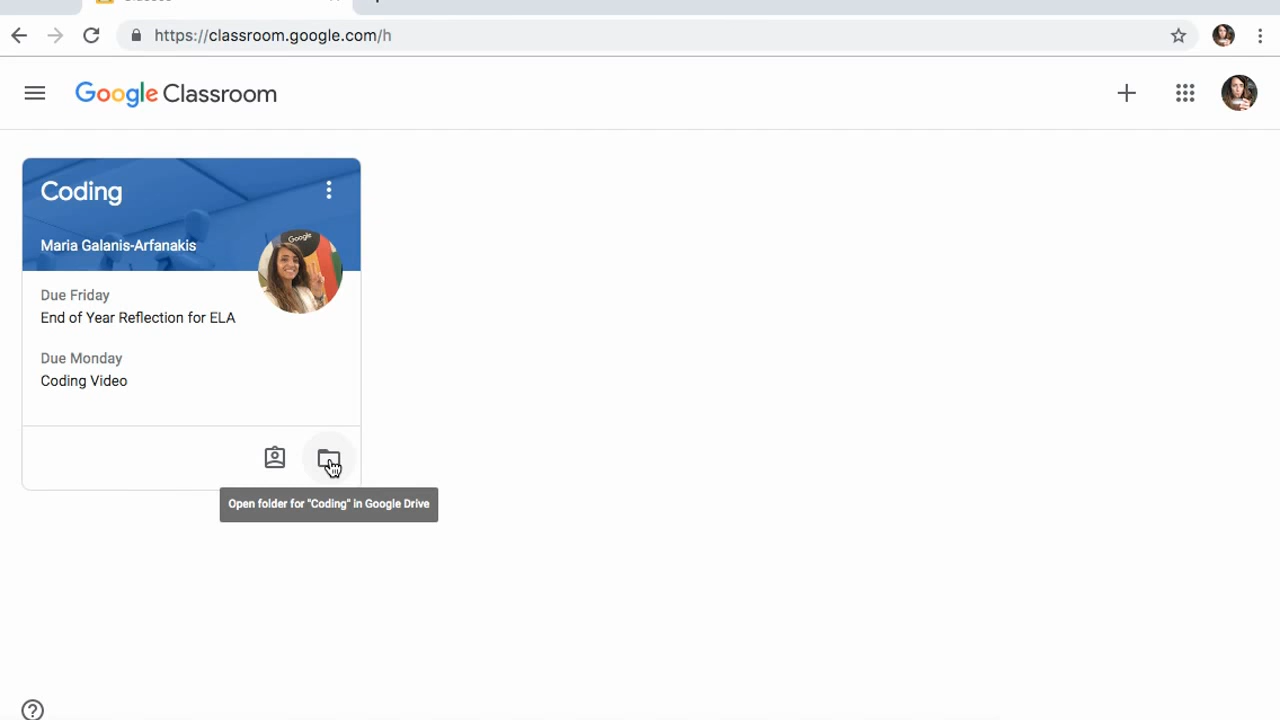 https://classroom.google.com/h
Google Classroom
Coding
Maria Galanis-Arfanakis
Google
Due Friday
End of Year Reflection for ELA
Due Monday
Coding Video
Open folder for "Coding" in Google Drive